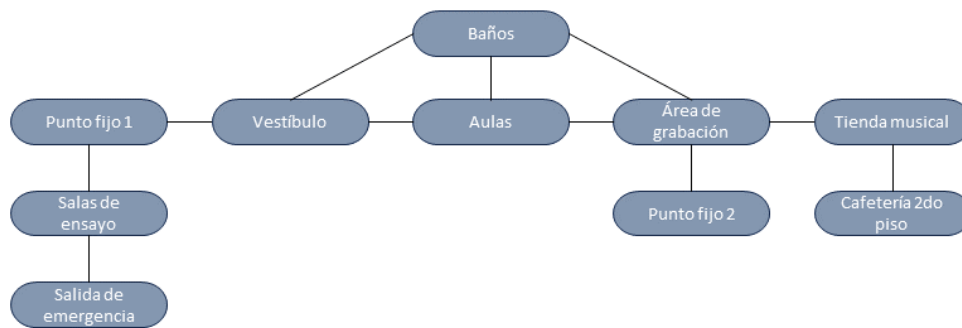 Baños
Punto fijo 1
Vestíbulo
Aulas
Área de
grabación
Tienda musical
Salas de
ensayo
Punto fijo 2
Cafetería 2do
piso
Salida de
emergencia